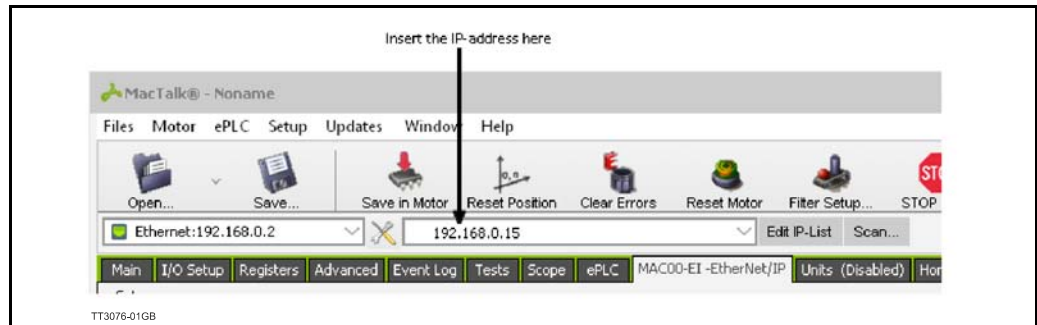 Insert the IP-address here
MacTalk® - Noname
Files Motor ePLC Setup Updates Window Help
Open... Save... Save in Motor Reset Position Clear Errors Reset Motor Filter Setup... STOP
Ethernet:192.168.0.2 192.168.0.15 Edit IP-List Scan...
Main I/O Setup Registers Advanced Event Log Tests Scope ePLC MAC00-EI -EtherNet/IP Units (Disabled)
TT3076-01GB